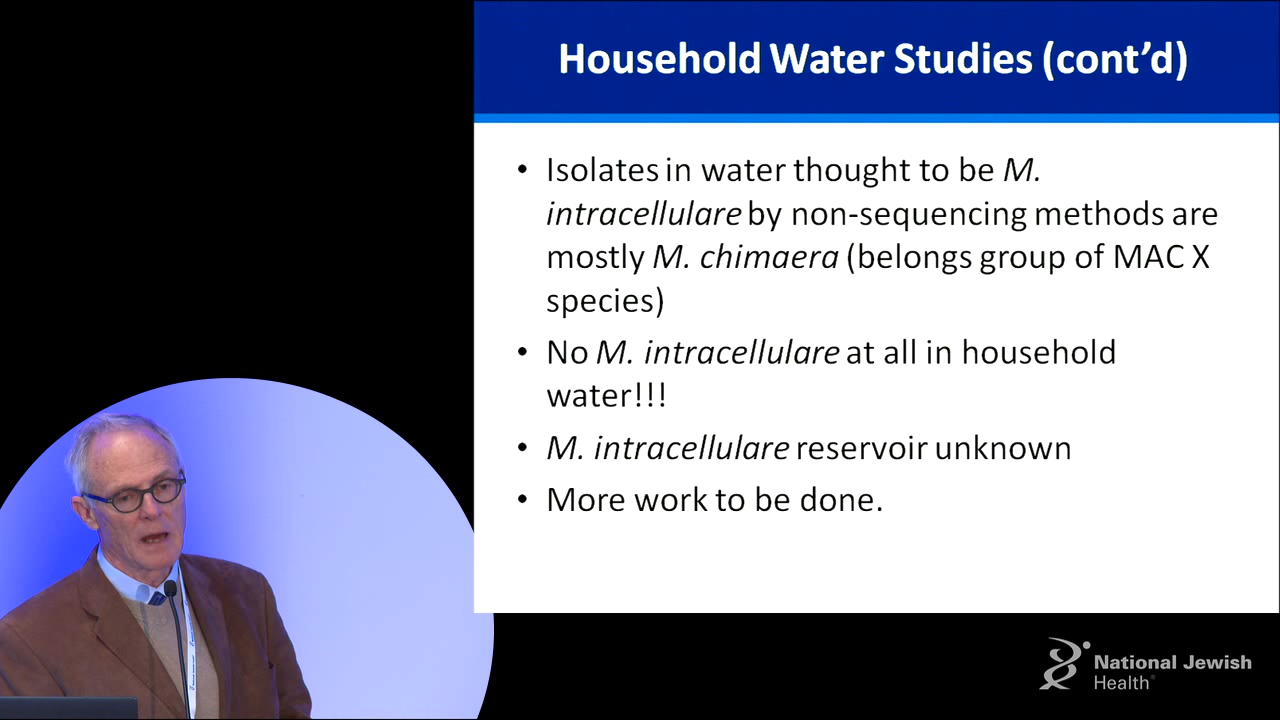 Household Water Studies (cont’d)
• Isolates in water thought to be M.
intracellulare by non-sequencing methods are
mostly M. chimaera (belongs group of MAC X
species)
• No M. intracellulare at all in household
water!!!
• M. intracellulare reservoir unknown
• More work to be done.
National Jewish
Health®